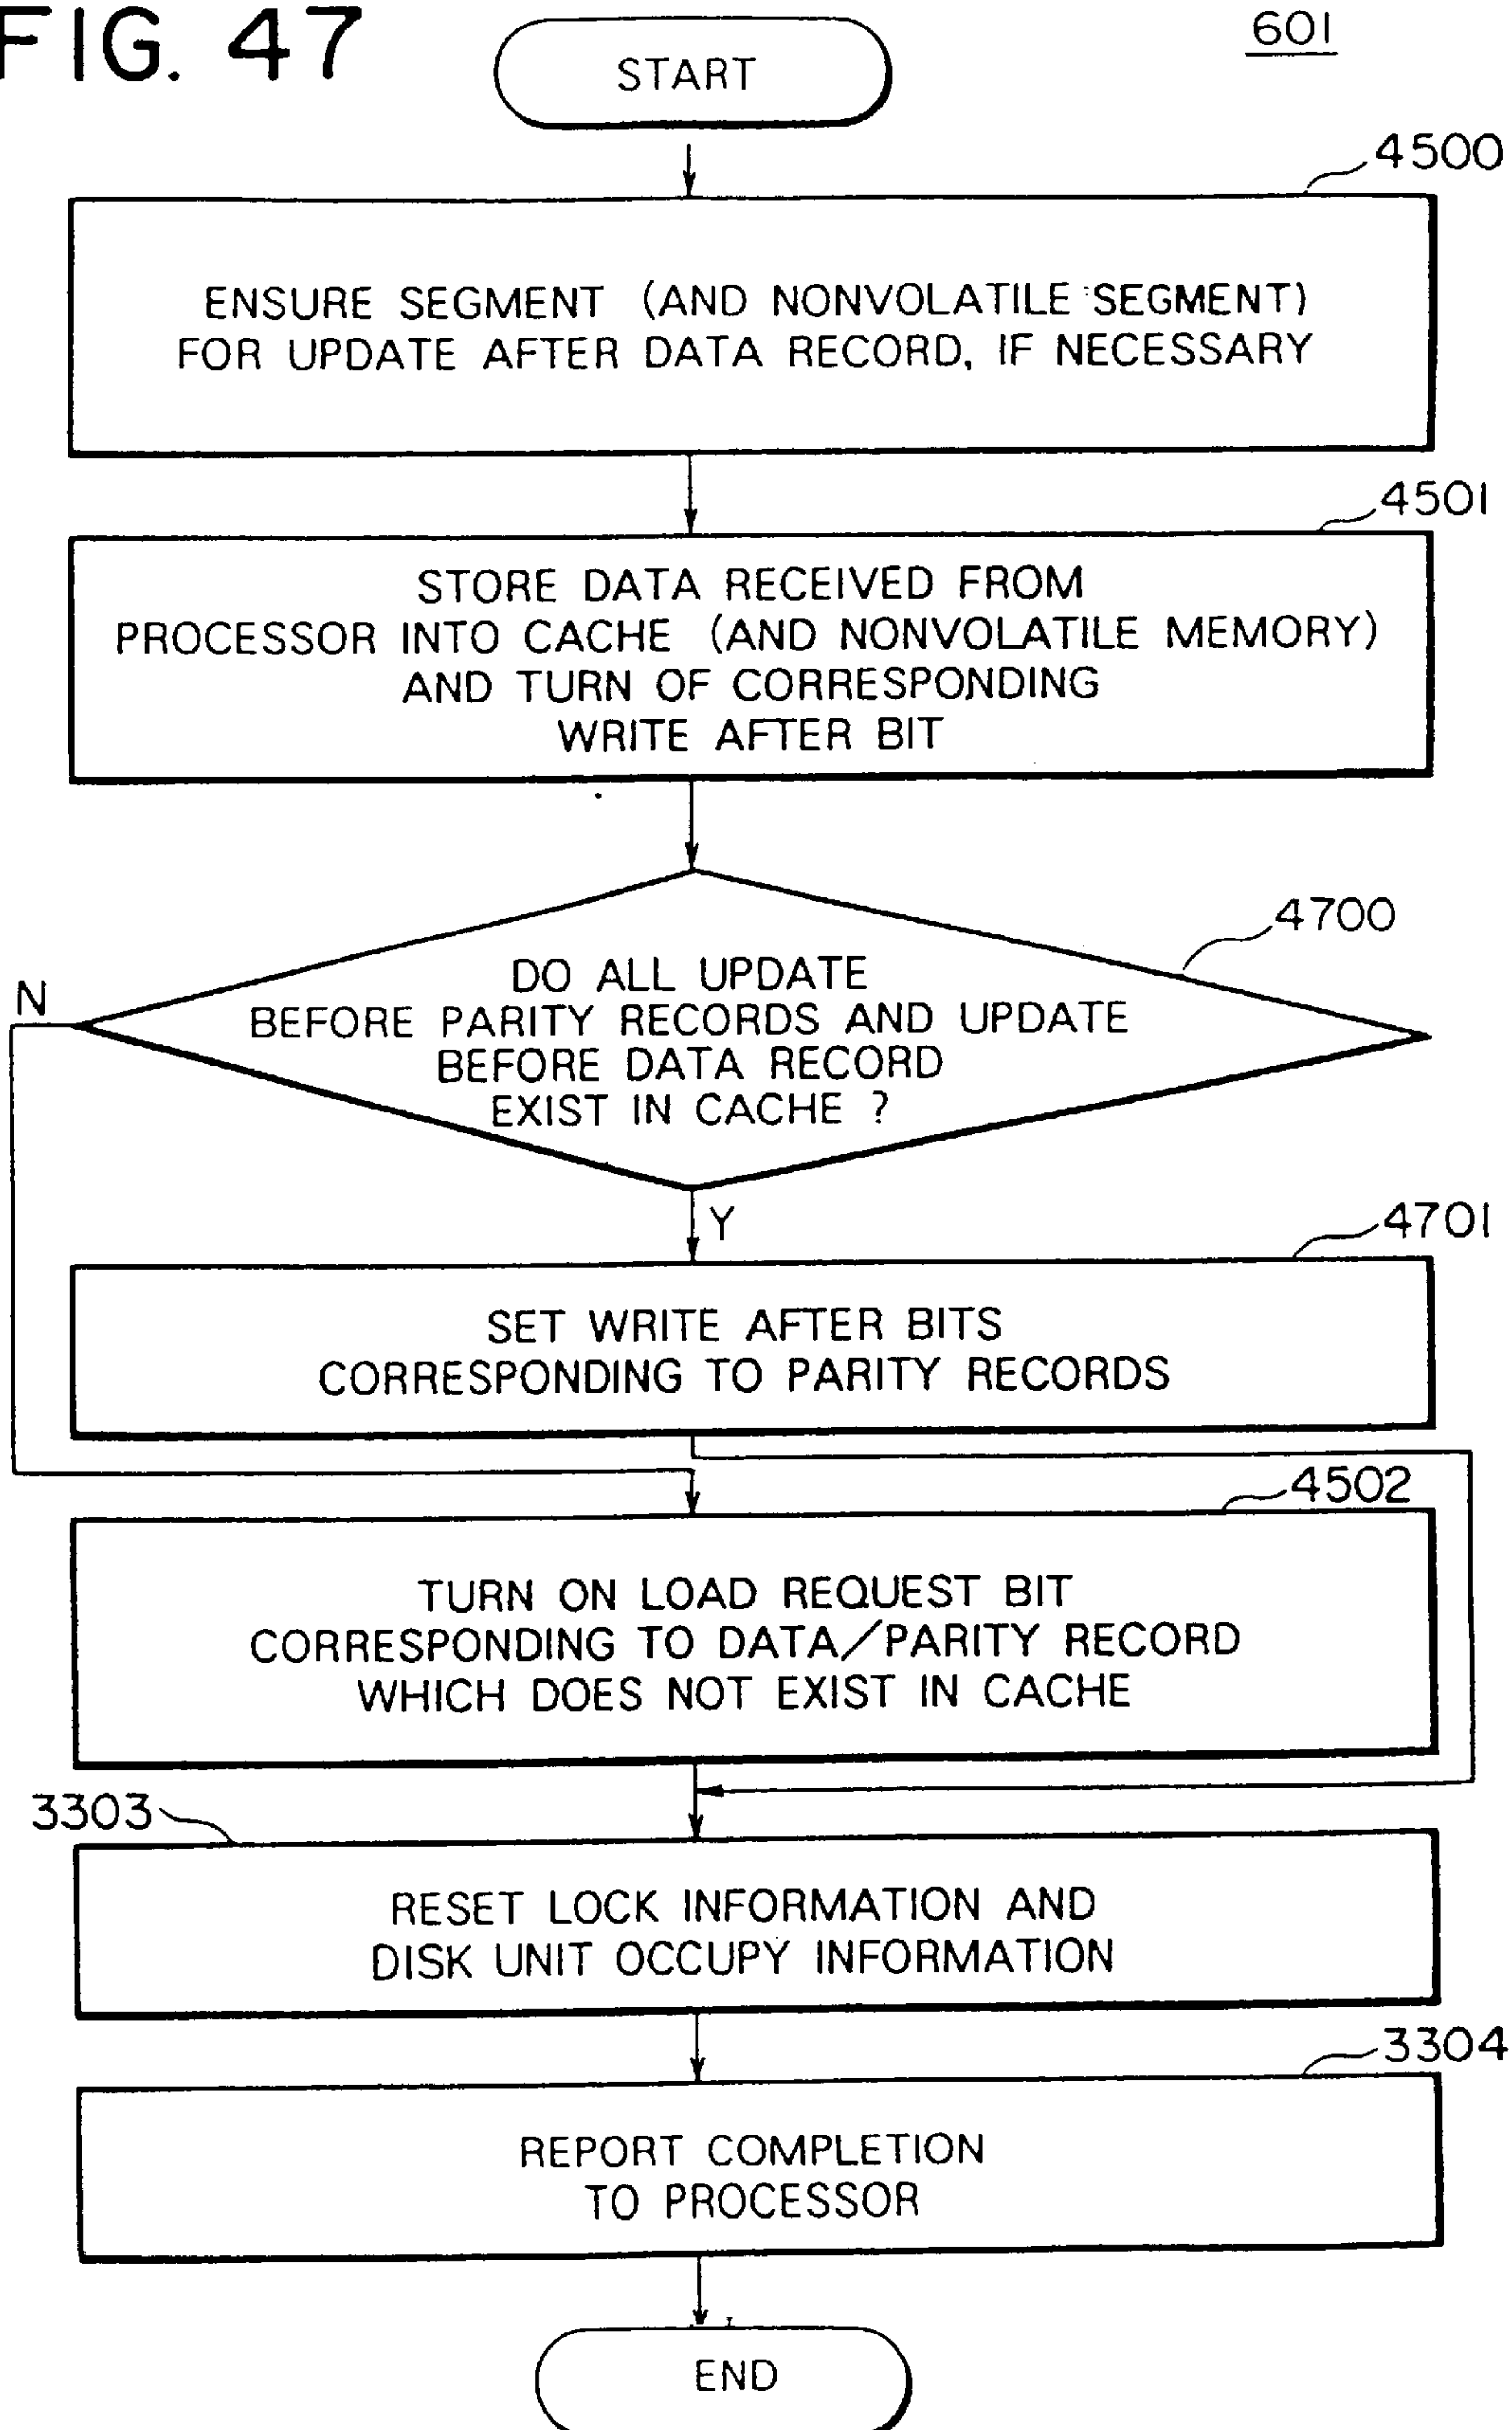 FIG. 47
601
START
4500
ENSURE SEGMENT (AND NONVOLATILE SEGMENT)
FOR UPDATE AFTER DATA RECORD, IF NECESSARY
4501
STORE DATA RECEIVED FROM
PROCESSOR INTO CACHE (AND NONVOLATILE MEMORY)
AND TURN OF CORRESPONDING
WRITE AFTER BIT
4700
DO ALL UPDATE
BEFORE PARITY RECORDS AND UPDATE
BEFORE DATA RECORD
EXIST IN CACHE ?
N
Y
4701
SET WRITE AFTER BITS
CORRESPONDING TO PARITY RECORDS
4502
TURN ON LOAD REQUEST BIT
CORRESPONDING TO DATA/PARITY RECORD
WHICH DOES NOT EXIST IN CACHE
3303
RESET LOCK INFORMATION AND
DISK UNIT OCCUPY INFORMATION
3304
REPORT COMPLETION
TO PROCESSOR
END